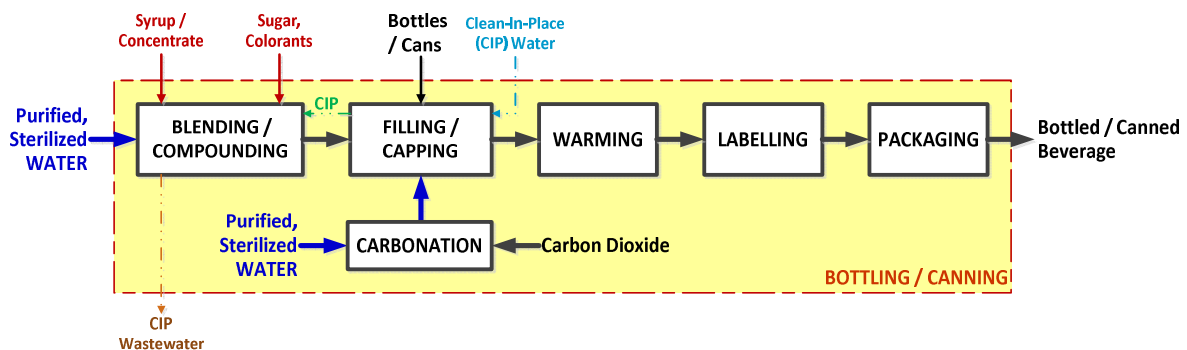 Syrup /
Concentrate
Sugar,
Colorants
Bottles
/ Cans
Clean-In-Place
(CIP) Water
Purified,
Sterilized
WATER
BLENDING /
COMPOUNDING
CIP
FILLING /
CAPPING
WARMING
LABELLING
PACKAGING
Bottled / Canned
Beverage
Purified,
Sterilized
WATER
CARBONATION
Carbon Dioxide
BOTTLING / CANNING
CIP
Wastewater